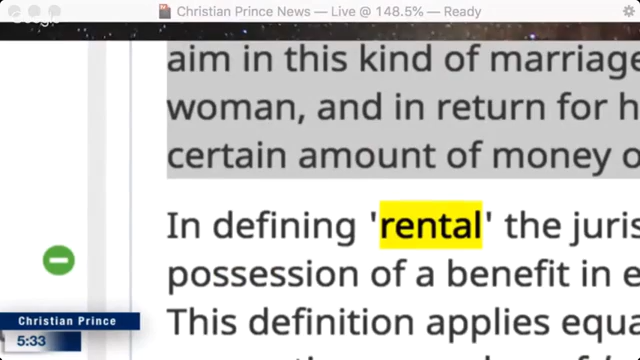 Christian Prince News — Live @ 148.5% — Ready
aim in this kind of marriage
woman, and in return for h
certain amount of money o
In defining 'rental' the juris
possession of a benefit in e
This definition applies equa
Christian Prince
5:33